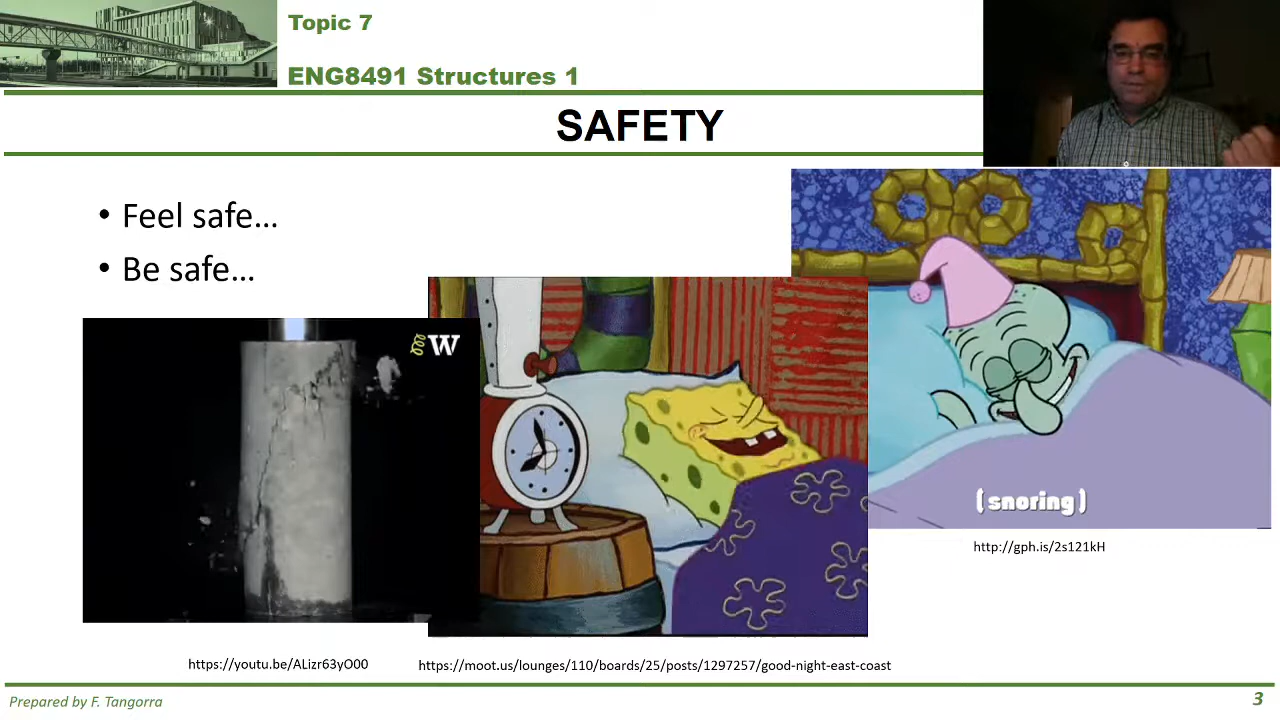 Topic 7
ENG8491 Structures 1
SAFETY
• Feel safe...
• Be safe...
W
( snoring )
http://gph.is/2s121kH
https://youtu.be/ALizr63yO00
https://moot.us/lounges/110/boards/25/posts/1297257/good-night-east-coast
Prepared by F. Tangorra
3